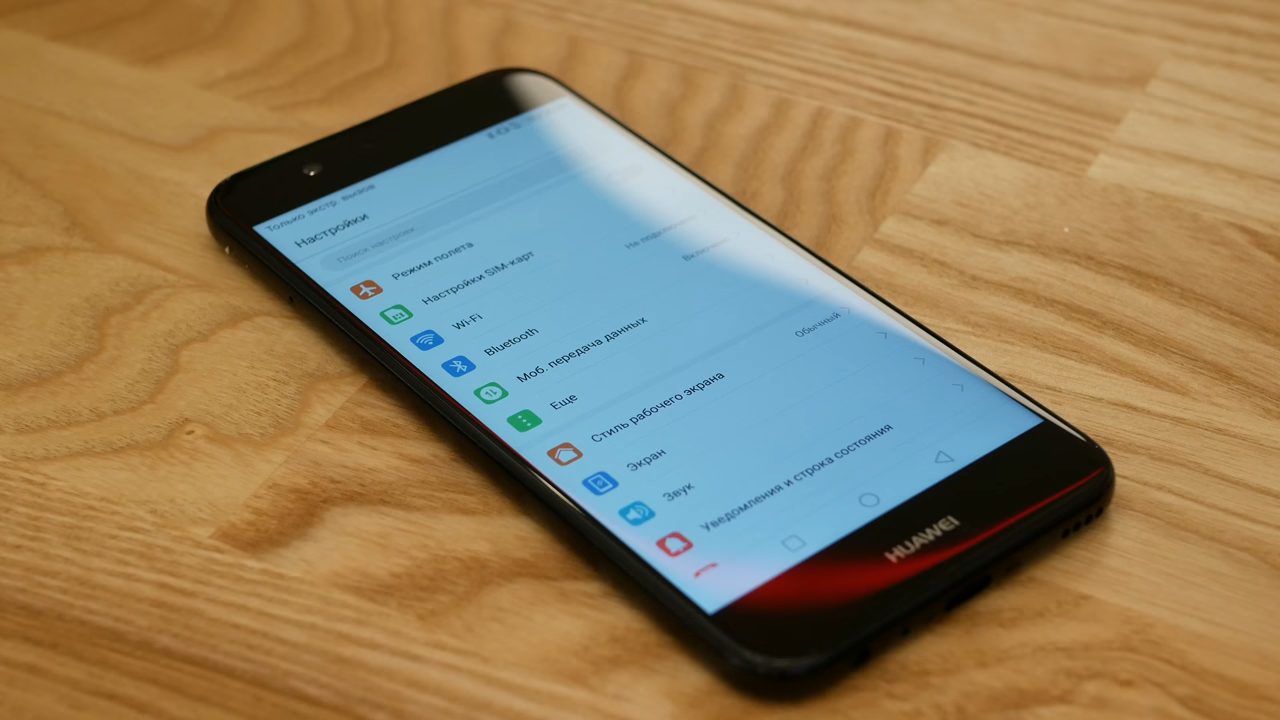 Только экстр. вызов
Настройки
Поиск настроек
Режим полета
Настройки SIM-карт
Wi-Fi
Не подключено
Bluetooth
Включено
Моб. передача данных
Еще
Стиль рабочего экрана
Обычный
Экран
Звук
Уведомления и строка состояния
HUAWEI